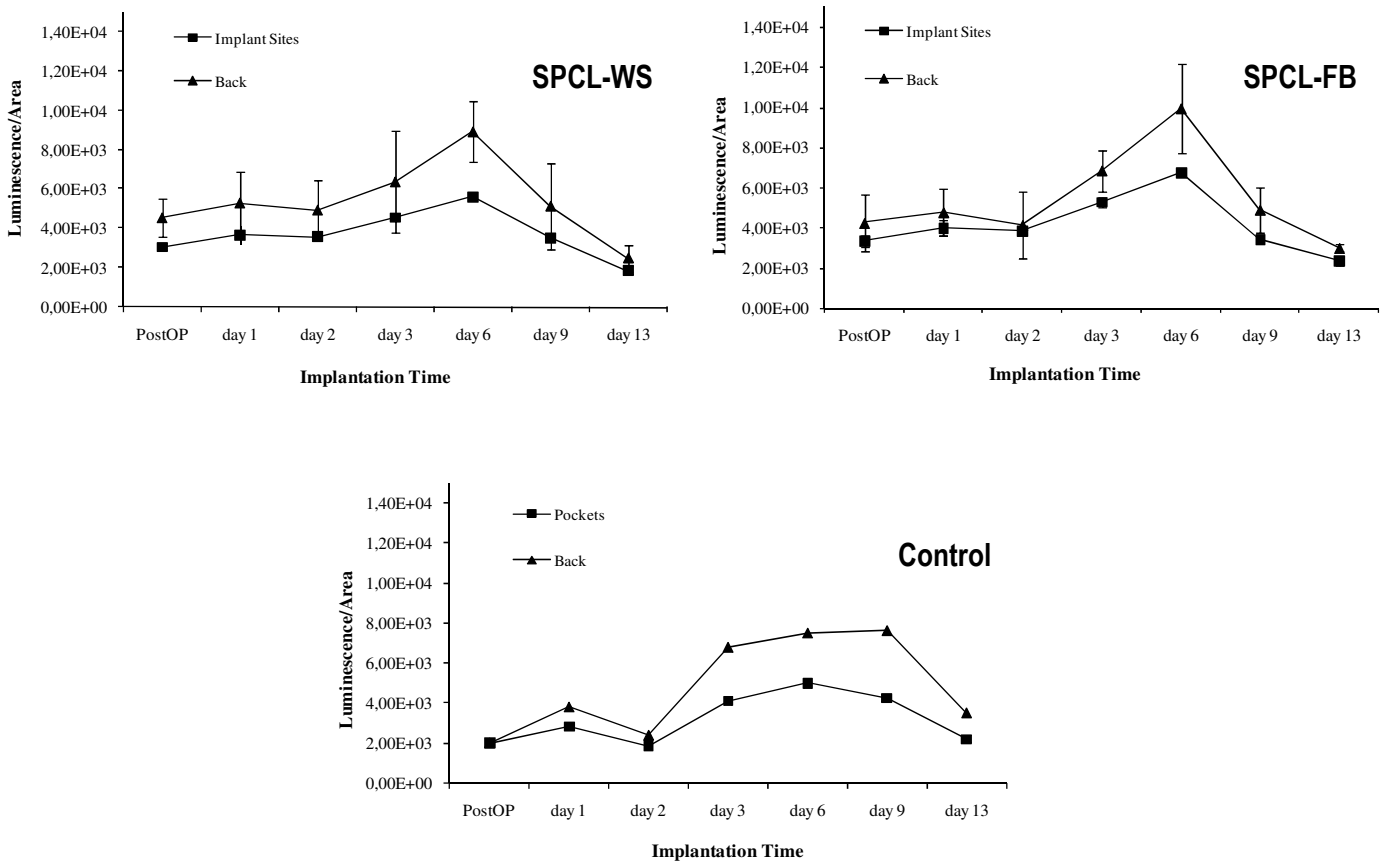 1,40E+04
1,20E+04
1,00E+04
8,00E+03
6,00E+03
4,00E+03
2,00E+03
0,00E+00
Luminescence/Area
Implant Sites
Back
SPCL-WS
PostOP day 1 day 2 day 3 day 6 day 9 day 13
Implantation Time
1,40E+04
1,20E+04
1,00E+04
8,00E+03
6,00E+03
4,00E+03
2,00E+03
0,00E+00
Luminescence/Area
Implant Sites
Back
SPCL-FB
PostOP day 1 day 2 day 3 day 6 day 9 day 13
Implantation Time
1,40E+04
1,20E+04
1,00E+04
8,00E+03
6,00E+03
4,00E+03
2,00E+03
0,00E+00
Luminescence/Area
Pockets
Back
Control
PostOP day 1 day 2 day 3 day 6 day 9 day 13
Implantation Time